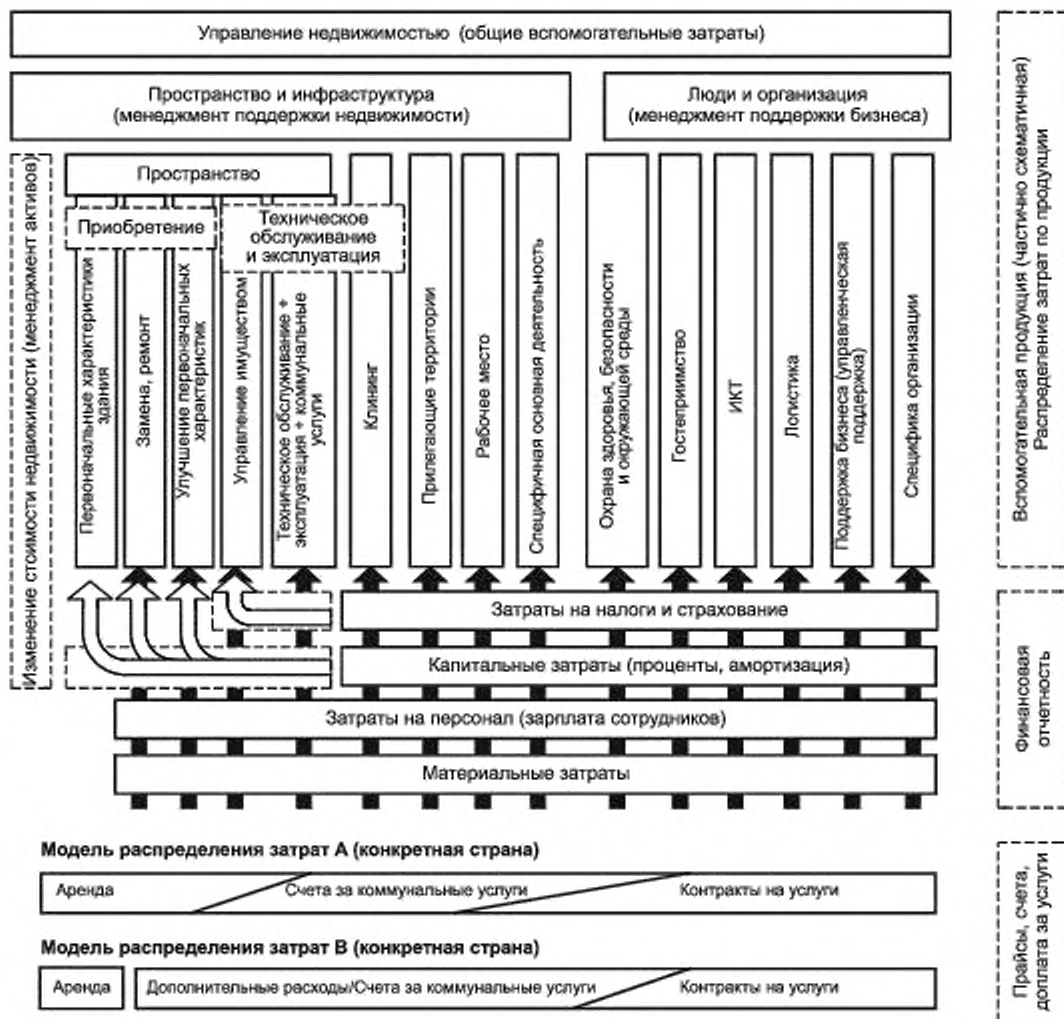 Управление недвижимостью (общие вспомогательные затраты)
Пространство и инфраструктура
(менеджмент поддержки недвижимости)
Люди и организация
(менеджмент поддержки бизнеса)
Изменение стоимости недвижимости (менеджмент активов)
Пространство
Приобретение
Техническое
обслуживание
и эксплуатация
Первоначальные характеристики
здания
Замена, ремонт
Улучшение первоначальных
характеристик
Управление имуществом
Техническое обслуживание +
эксплуатация + коммунальные
услуги
Клининг
Прилегающие территории
Рабочее место
Специфичная основная деятельность
Охрана здоровья, безопасности
и окружающей среды
Гостеприимство
ИКТ
Логистика
Поддержка бизнеса (управленческая
поддержка)
Специфика организации
Вспомогательная продукция (частично схематичная)
Распределение затрат по продукции
Затраты на налоги и страхование
Капитальные затраты (проценты, амортизация)
Затраты на персонал (зарплата сотрудников)
Материальные затраты
Финансовая
отчетность
Модель распределения затрат А (конкретная страна)
Аренда
Счета за коммунальные услуги
Контракты на услуги
Модель распределения затрат В (конкретная страна)
Аренда
Дополнительные расходы/Счета за коммунальные услуги
Контракты на услуги
Прайсы, счета,
доплата за услуги